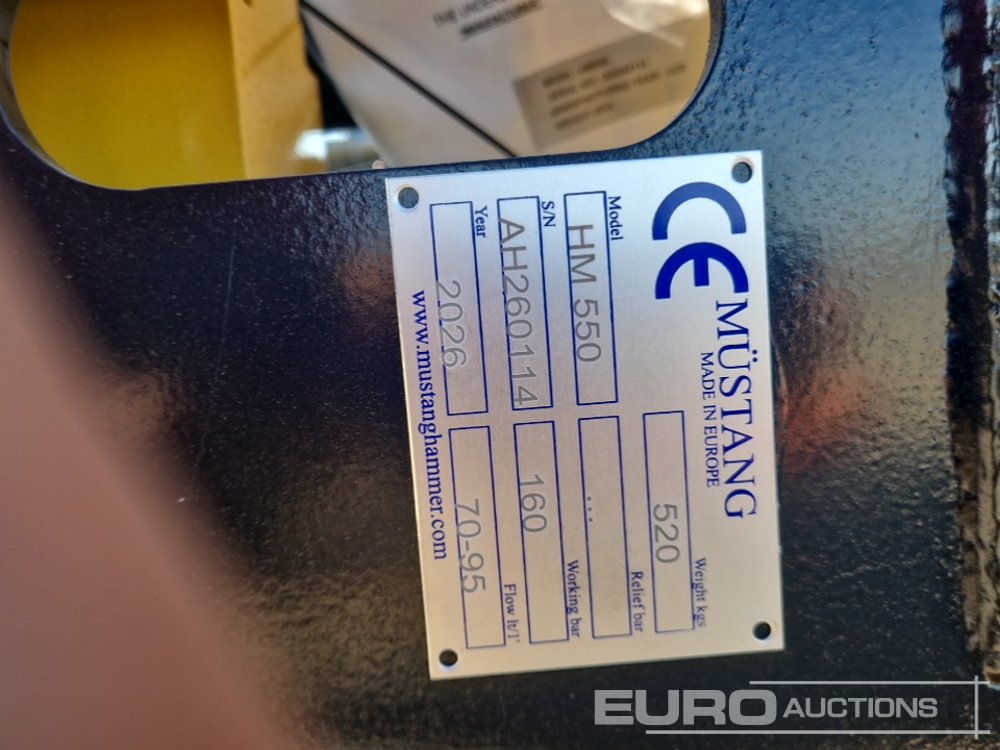 CE MÜSTANG
MADE IN EUROPE
520 Weight kgs
Model HM 550 ... Relief bar
S/N AH260114 160 Working bar
Year 2026 70-95 Flow lt/1'
www.mustanghammer.com
EURO AUCTIONS